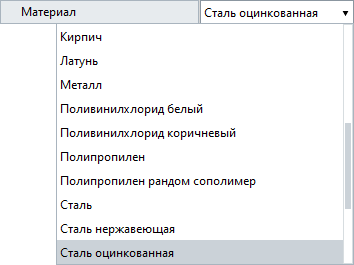 Материал Сталь оцинкованная
Кирпич
Латунь
Металл
Поливинилхлорид белый
Поливинилхлорид коричневый
Полипропилен
Полипропилен рандом сополимер
Сталь
Сталь нержавеющая
Сталь оцинкованная